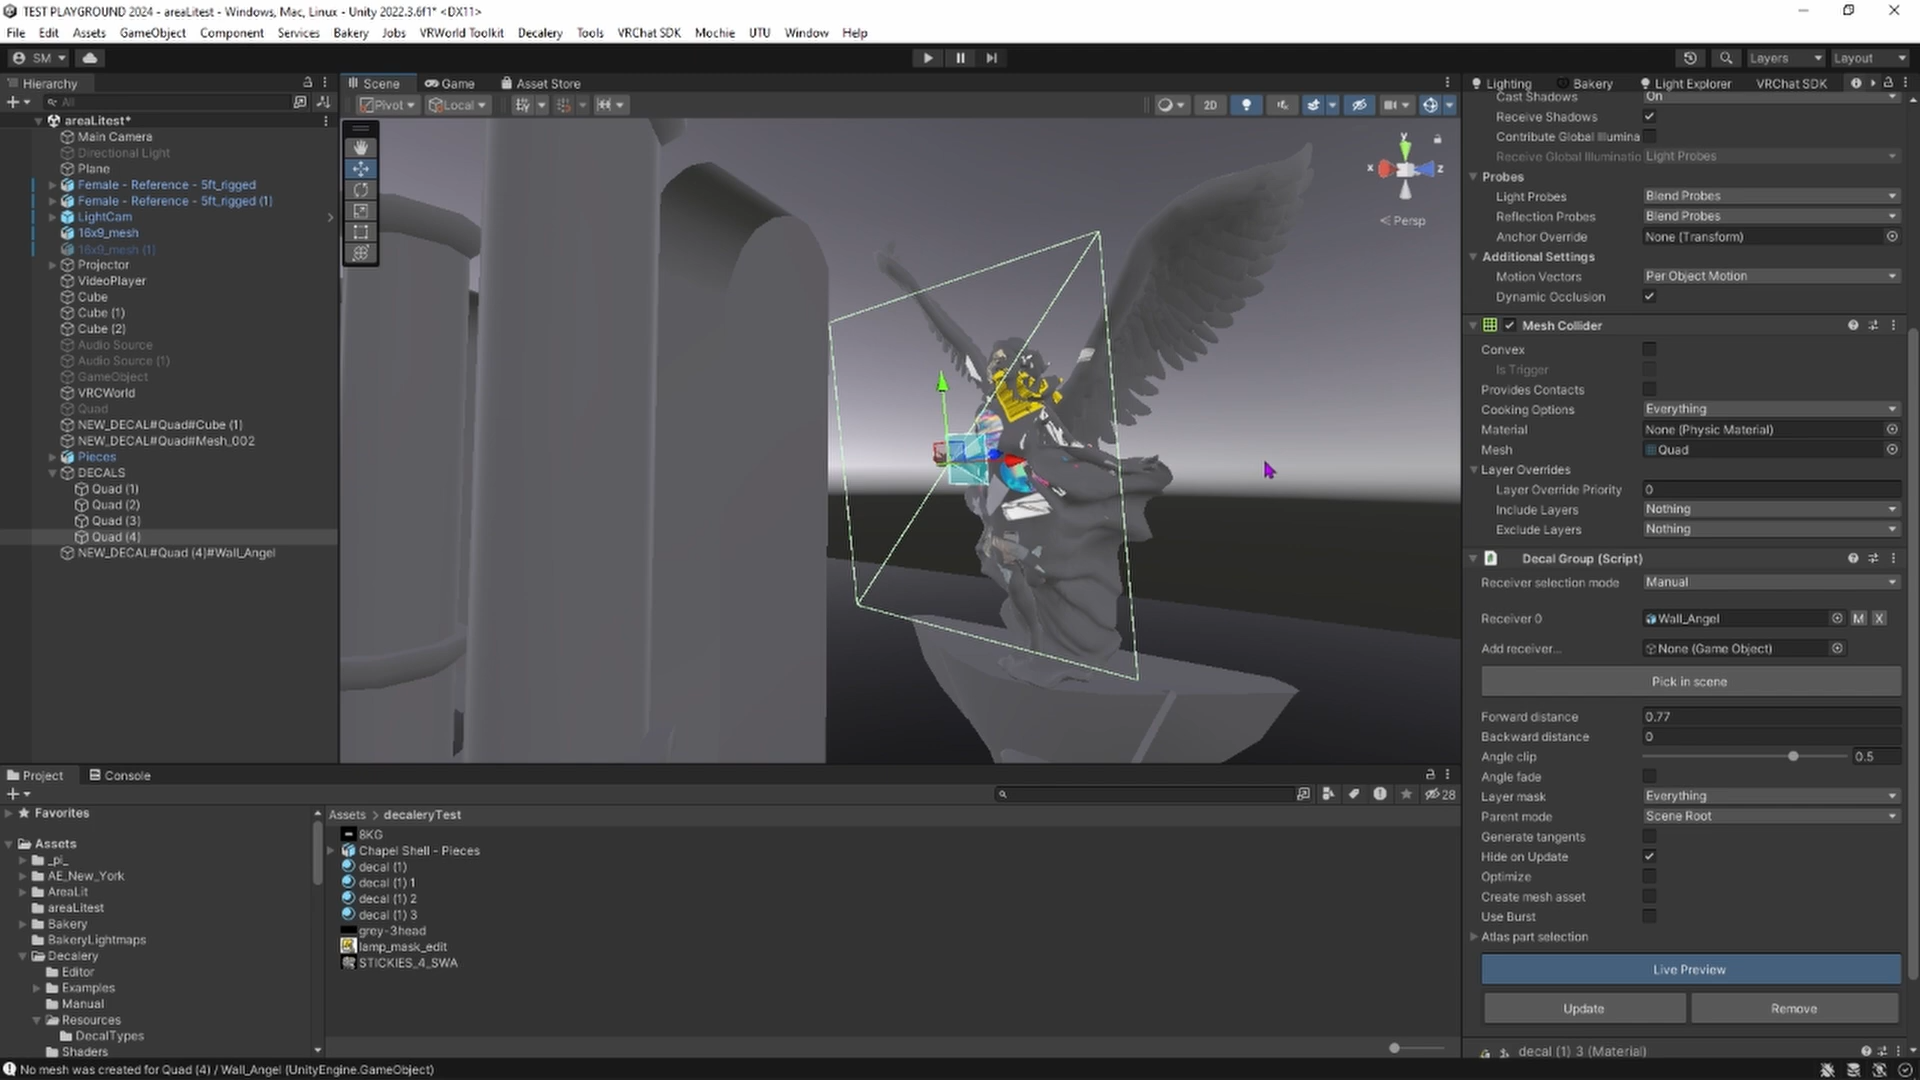 TEST PLAYGROUND 2024 - areaLitest - Windows, Mac, Linux - Unity 2022.3.6f1* <DX11>
File Edit Assets GameObject Component Services Bakery Jobs VRWorld Toolkit Decalery Tools VRChat SDK Mochie UTU Window Help
SM
Layers Layout
Hierarchy
All
areaLitest*
Main Camera
Directional Light
Plane
Female - Reference - 5ft_rigged
Female - Reference - 5ft_rigged (1)
LightCam
16x9_mesh
16x9_mesh (1)
Projector
VideoPlayer
Cube
Cube (1)
Cube (2)
Audio Source
Audio Source (1)
GameObject
VRCWorld
Quad
NEW_DECAL#Quad#Cube (1)
NEW_DECAL#Quad#Mesh_002
Pieces
DECALS
Quad (1)
Quad (2)
Quad (3)
Quad (4)
NEW_DECAL#Quad (4)#Wall_Angel
Scene Game Asset Store
Pivot Local 2D
y
x z
< Persp
Lighting Bakery Light Explorer VRChat SDK
Cast Shadows On
Receive Shadows
Contribute Global Illumina
Receive Global Illuminatio Light Probes
Probes
Light Probes Blend Probes
Reflection Probes Blend Probes
Anchor Override None (Transform)
Additional Settings
Motion Vectors Per Object Motion
Dynamic Occlusion
Mesh Collider
Convex
Is Trigger
Provides Contacts
Cooking Options Everything
Material None (Physic Material)
Mesh Quad
Layer Overrides
Layer Override Priority 0
Include Layers Nothing
Exclude Layers Nothing
Decal Group (Script)
Receiver selection mode Manual
Receiver 0 Wall_Angel M X
Add receiver... None (Game Object)
Pick in scene
Forward distance 0.77
Backward distance 0
Angle clip 0.5
Angle fade
Layer mask Everything
Parent mode Scene Root
Generate tangents
Hide on Update
Optimize
Create mesh asset
Use Burst
Atlas part selection
Live Preview
Update Remove
decal (1) 3 (Material)
Project Console
28
Favorites
Assets
_pi_
AE_New_York
AreaLit
areaLitest
Bakery
BakeryLightmaps
Decalery
Editor
Examples
Manual
Resources
DecalTypes
Shaders
Assets > decaleryTest
8KG
Chapel Shell - Pieces
decal (1)
decal (1) 1
decal (1) 2
decal (1) 3
grey-3head
lamp_mask_edit
STICKIES_4_SWA
No mesh was created for Quad (4) / Wall_Angel (UnityEngine.GameObject)